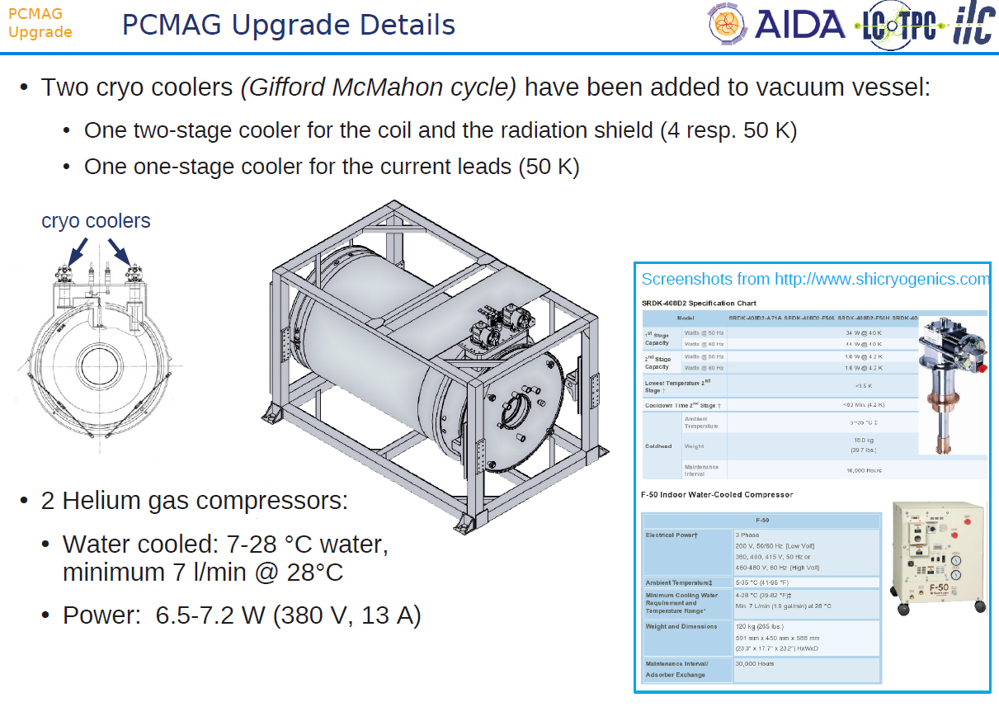 PCMAG
Upgrade
PCMAG Upgrade Details
AIDA
LC TPC
ilc
• Two cryo coolers (Gifford McMahon cycle) have been added to vacuum vessel:
• One two-stage cooler for the coil and the radiation shield (4 resp. 50 K)
• One one-stage cooler for the current leads (50 K)
cryo coolers
• 2 Helium gas compressors:
• Water cooled: 7-28 °C water,
minimum 7 l/min @ 28°C
• Power: 6.5-7.2 W (380 V, 13 A)
Screenshots from http://www.shicryogenics.com
SRDK-408D2 Specification Chart
Model SRDK-408D2-A71A SRDK-408D2-F50L SRDK-408D2-F50H SRDK-40
1st Stage
Capacity
Watts @ 50 Hz 34 W @ 40 K
Watts @ 60 Hz 44 W @ 40 K
2nd Stage
Capacity
Watts @ 50 Hz 1.0 W @ 4.2 K
Watts @ 60 Hz 1.0 W @ 4.2 K
Lowest Temperature 2nd
Stage † <3.5 K
Cooldown Time 2nd Stage † <60 Min. (4.2 K)
Coldhead
Ambient
Temperature 5-35 °C ‡
Weight 18.0 kg
(39.7 lbs.)
Maintenance
Interval 10,000 Hours
F-50 Indoor Water-Cooled Compressor
F-50
Electrical Power† 3 Phase
200 V, 50/60 Hz [Low Volt]
380, 400, 415 V, 50 Hz or
460-480 V, 60 Hz [High Volt]
Ambient Temperature‡ 5-35 °C (41-95 °F)
Minimum Cooling Water
Requirement and
Temperature Range*
4-28 °C (39-82 °F)‡
Min. 7 L/min (1.9 gal/min) at 28 °C
Weight and Dimensions 120 kg (265 lbs.)
591 mm x 450 mm x 588 mm
(23.3" x 17.7" x 23.2") HxWxD
Maintenance Interval/
Adsorber Exchange
30,000 Hours
F-50